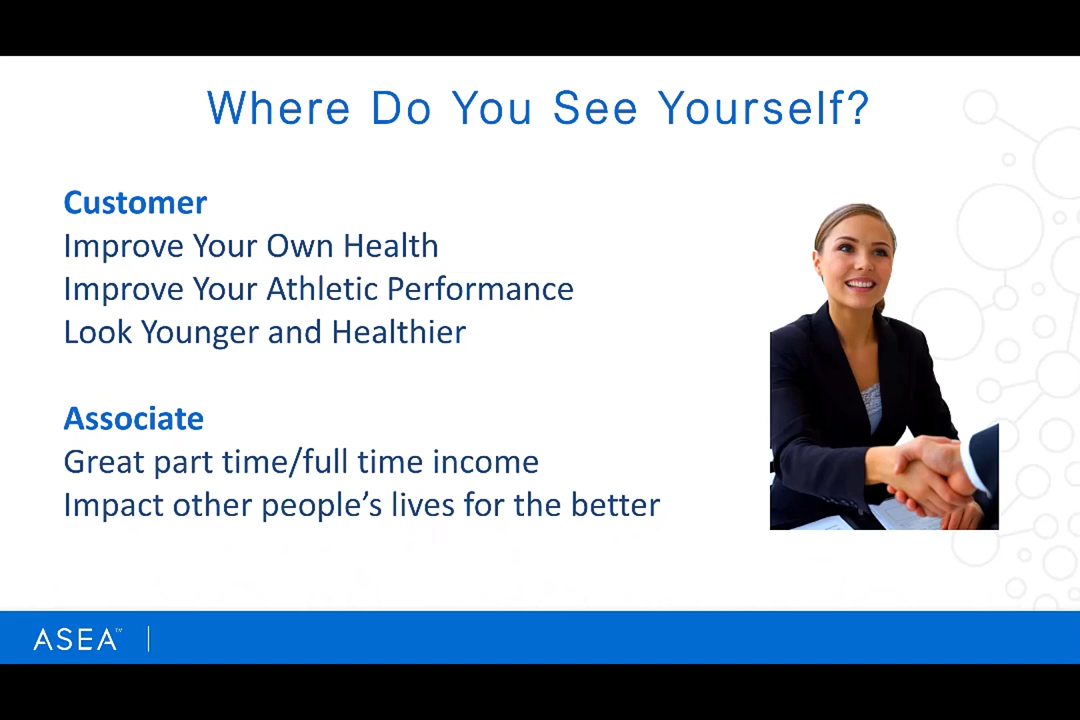 Where Do You See Yourself?
Customer
Improve Your Own Health
Improve Your Athletic Performance
Look Younger and Healthier
Associate
Great part time/full time income
Impact other people’s lives for the better
ASEA™